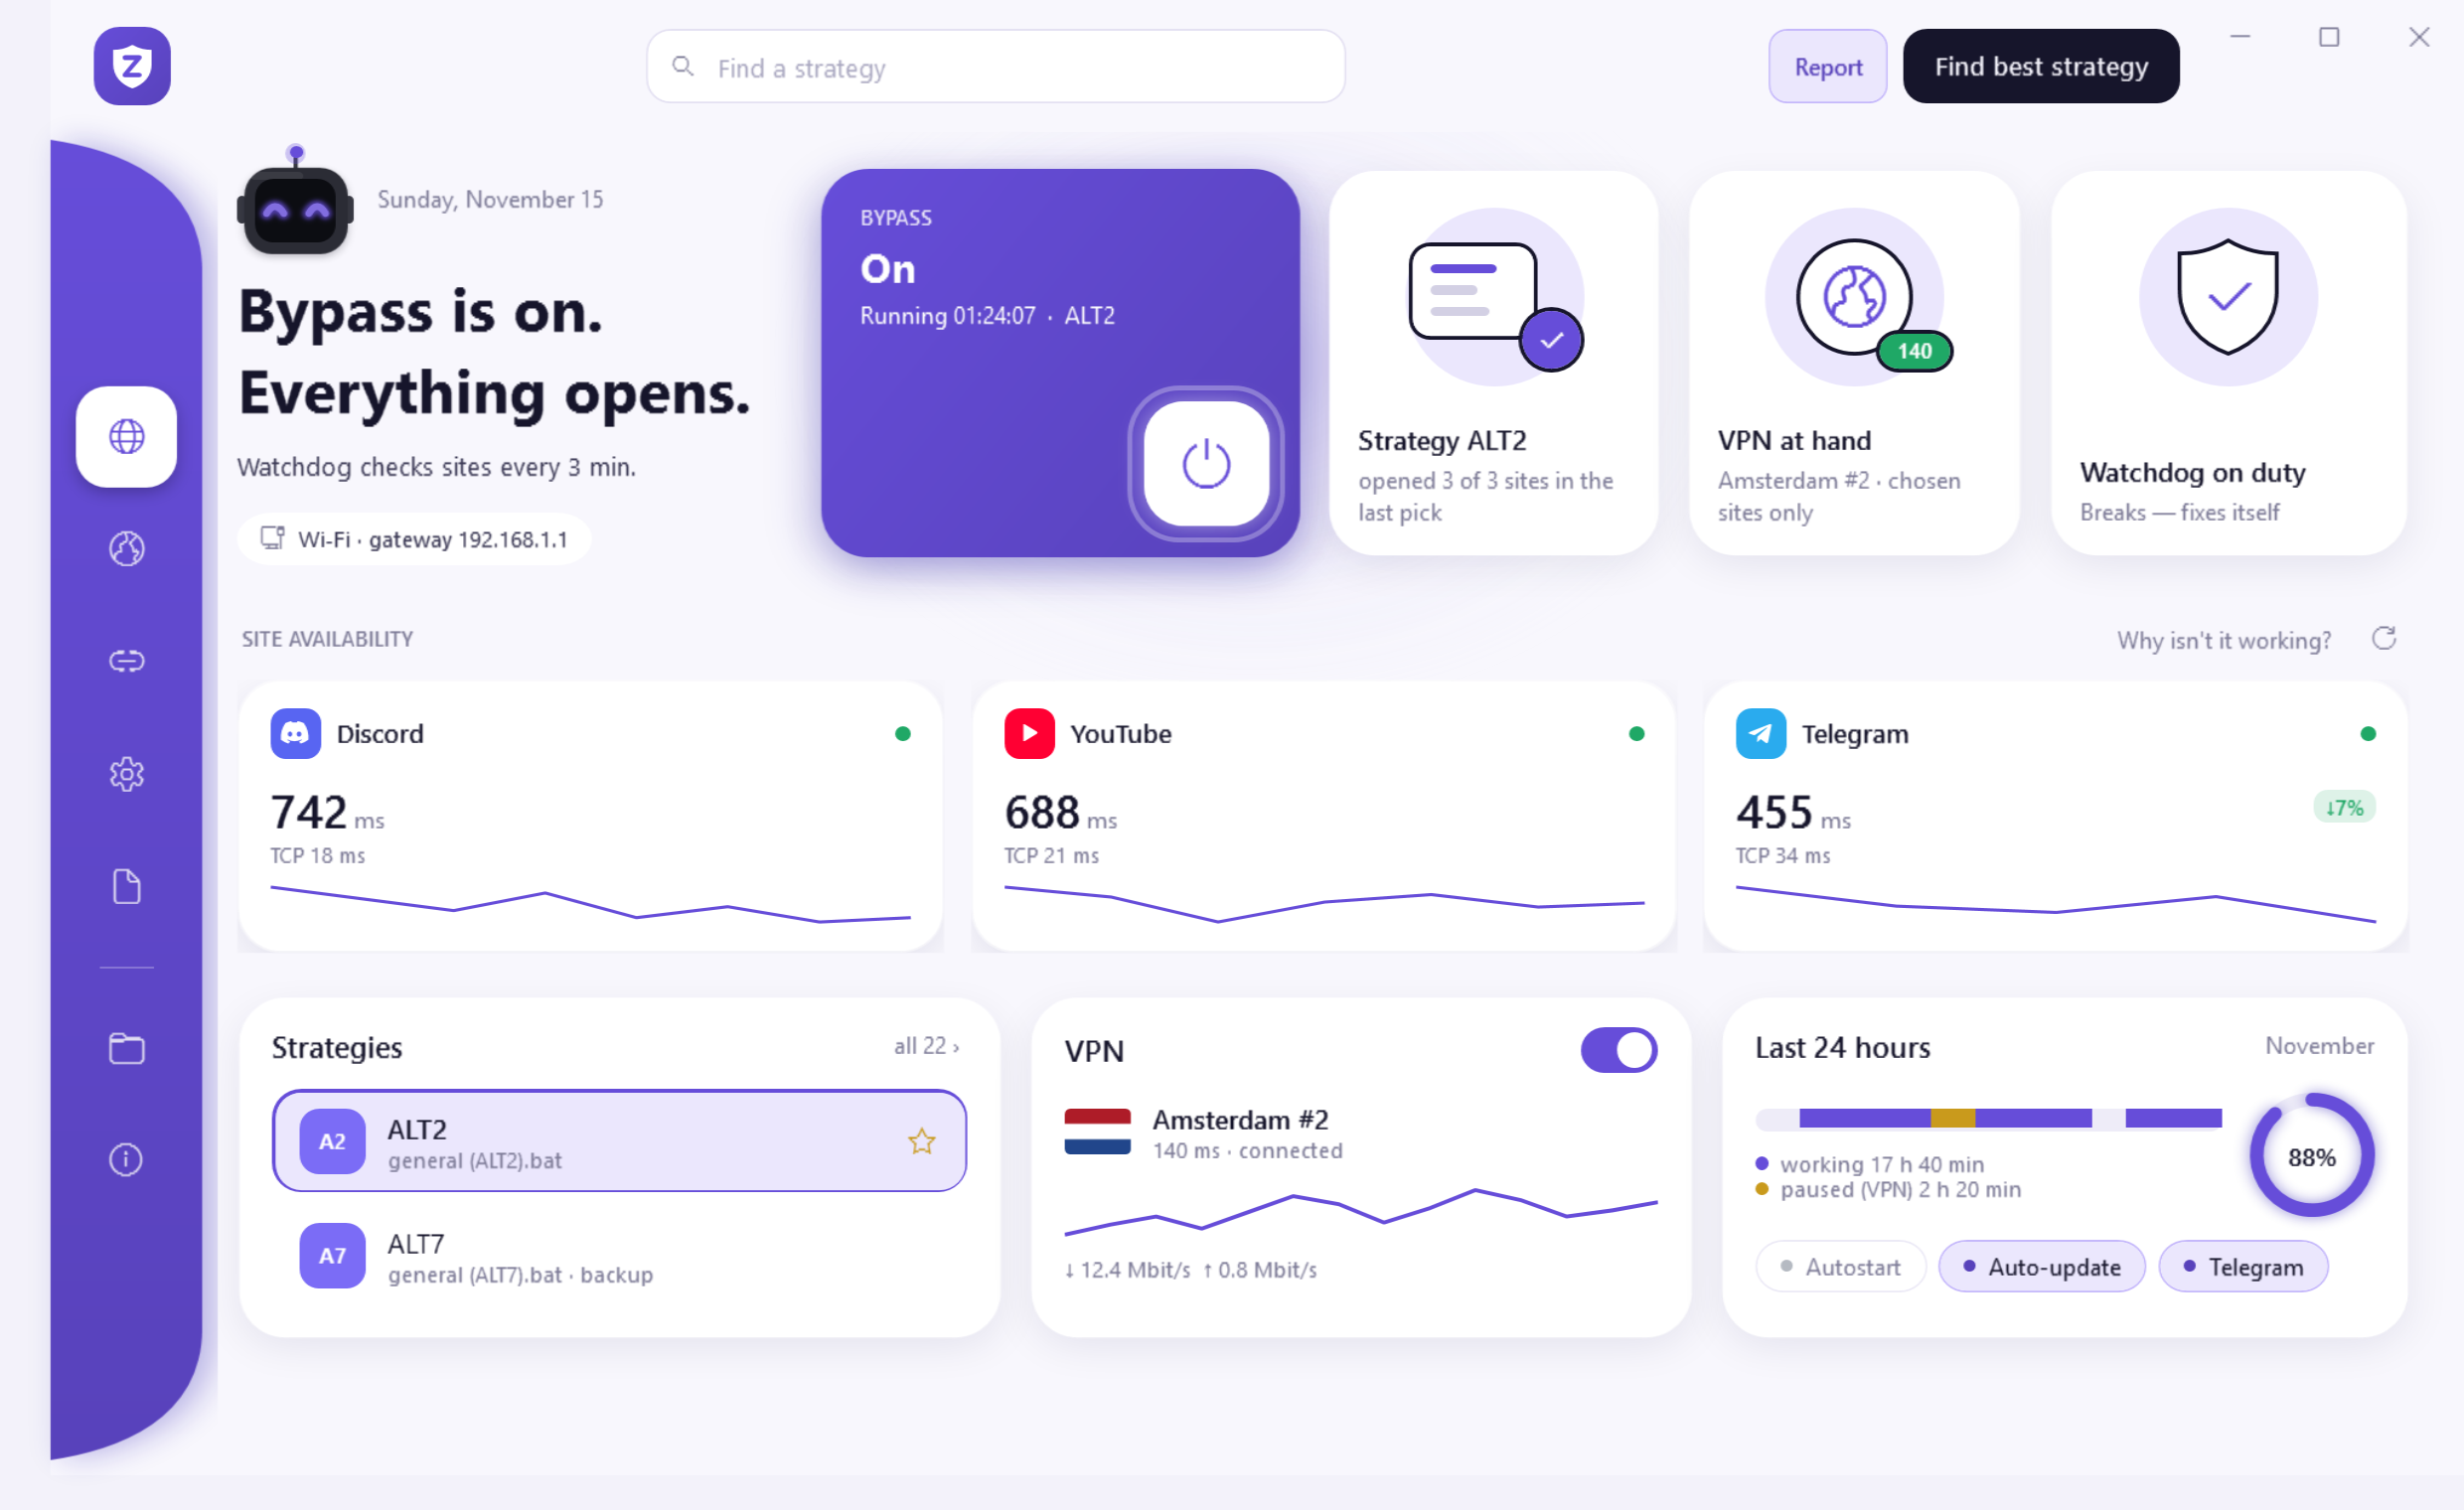 Z
Find a strategy
Report
Find best strategy
Sunday, November 15
Bypass is on.
Everything opens.
Watchdog checks sites every 3 min.
Wi-Fi · gateway 192.168.1.1
BYPASS
On
Running 01:24:07 · ALT2
Strategy ALT2
opened 3 of 3 sites in the
last pick
140
VPN at hand
Amsterdam #2 · chosen
sites only
Watchdog on duty
Breaks — fixes itself
SITE AVAILABILITY
Why isn't it working?
Discord
742 ms
TCP 18 ms
YouTube
688 ms
TCP 21 ms
Telegram
455 ms
↓7%
TCP 34 ms
Strategies
all 22 ›
A2
ALT2
general (ALT2).bat
A7
ALT7
general (ALT7).bat · backup
VPN
Amsterdam #2
140 ms · connected
↓ 12.4 Mbit/s ↑ 0.8 Mbit/s
Last 24 hours
November
working 17 h 40 min
paused (VPN) 2 h 20 min
88%
Autostart
Auto-update
Telegram